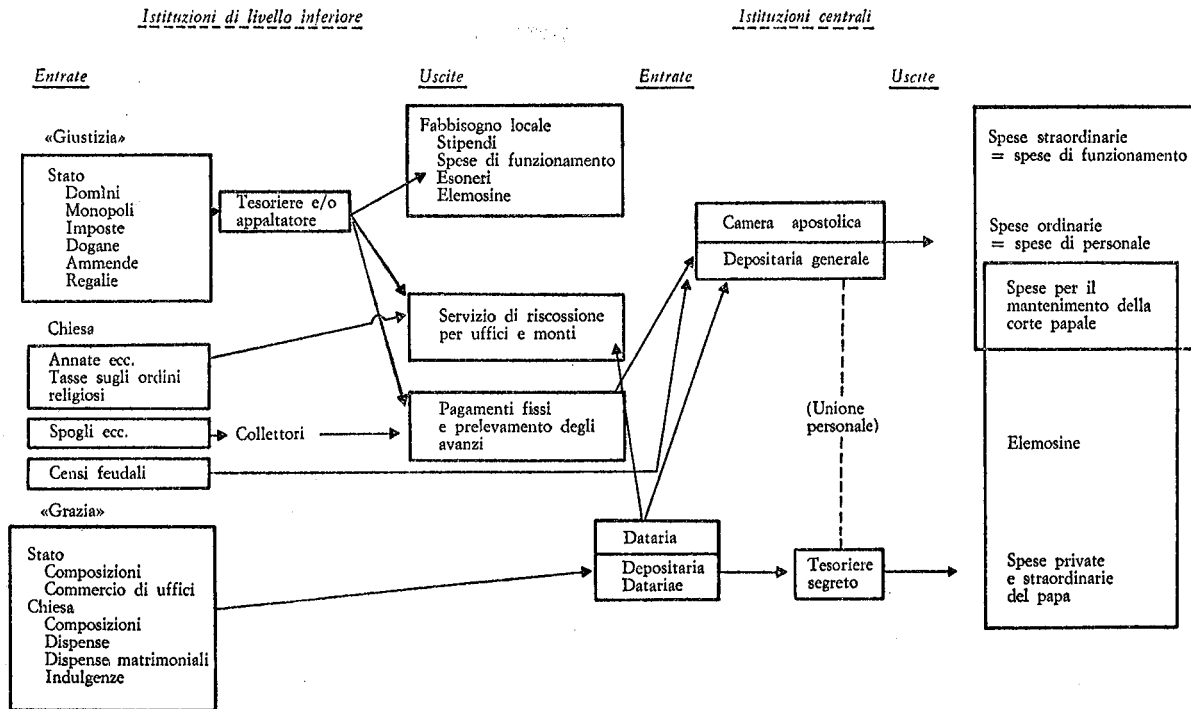 Istituzioni di livello inferiore
Istituzioni centrali
Entrate
Uscite
Entrate
Uscite
«Giustizia»
Stato
Domìni
Monopoli
Imposte
Dogane
Ammende
Regalie
Tesoriere e/o
appaltatore
Fabbisogno locale
Stipendi
Spese di funzionamento
Esoneri
Elemosine
Camera apostolica
Depositaria generale
Spese straordinarie
= spese di funzionamento
Spese ordinarie
= spese di personale
Spese per il
mantenimento della
corte papale
Chiesa
Annate ecc.
Tasse sugli ordini
religiosi
Servizio di riscossione
per uffici e monti
Spogli ecc.
Collettori
Pagamenti fissi
e prelevamento degli
avanzi
(Unione
personale)
Elemosine
Censi feudali
«Grazia»
Stato
Composizioni
Commercio di uffici
Chiesa
Composizioni
Dispense
Dispense matrimoniali
Indulgenze
Dataria
Depositaria
Datariae
Tesoriere
segreto
Spese private
e straordinarie
del papa